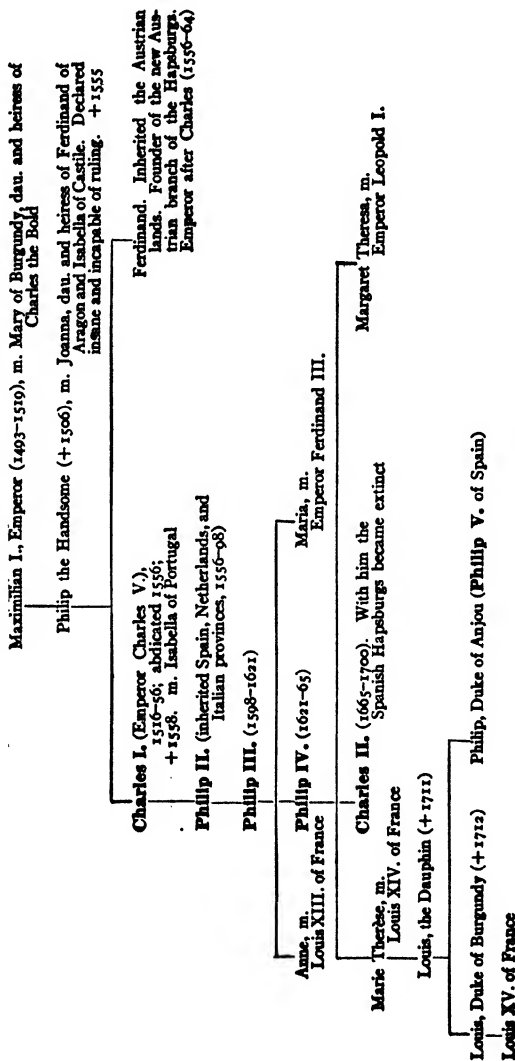 Maximilian I., Emperor (1493–1519), m. Mary of Burgundy, dau. and heiress of
Charles the Bold
Philip the Handsome (+1506), m. Joanna, dau. and heiress of Ferdinand of
Aragon and Isabella of Castile. Declared
insane and incapable of ruling. +1555
Charles I. (Emperor Charles V.),
1516–56; abdicated 1556;
+1558. m. Isabella of Portugal
Ferdinand. Inherited the Austrian
lands. Founder of the new Aus-
trian branch of the Hapsburgs.
Emperor after Charles (1556–64)
Philip II. (inherited Spain, Netherlands, and
Italian provinces, 1556–98)
Philip III. (1598–1621)
Anne, m.
Louis XIII. of France
Philip IV. (1621–65)
Maria, m.
Emperor Ferdinand III.
Marie Therèse, m.
Louis XIV. of France
Charles II. (1665–1700). With him the
Spanish Hapsburgs became extinct
Margaret Theresa, m.
Emperor Leopold I.
Louis, the Dauphin (+1711)
Louis, Duke of Burgundy (+1712)
Philip, Duke of Anjou (Philip V. of Spain)
Louis XV. of France